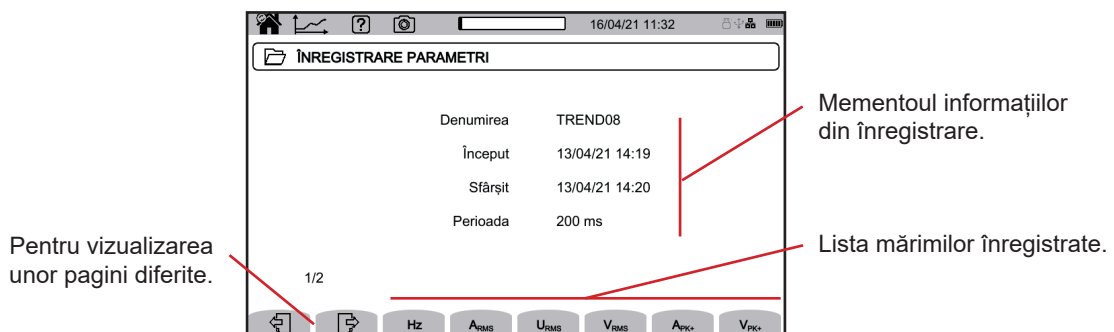 16/04/21 11:32
ÎNREGISTRARE PARAMETRI
Denumirea TREND08
Început 13/04/21 14:19
Sfârșit 13/04/21 14:20
Perioada 200 ms
Mementoul informațiilor
din înregistrare.
Pentru vizualizarea
unor pagini diferite.
Lista mărimilor înregistrate.
1/2
Hz ARMS URMS VRMS APK+ VPK+